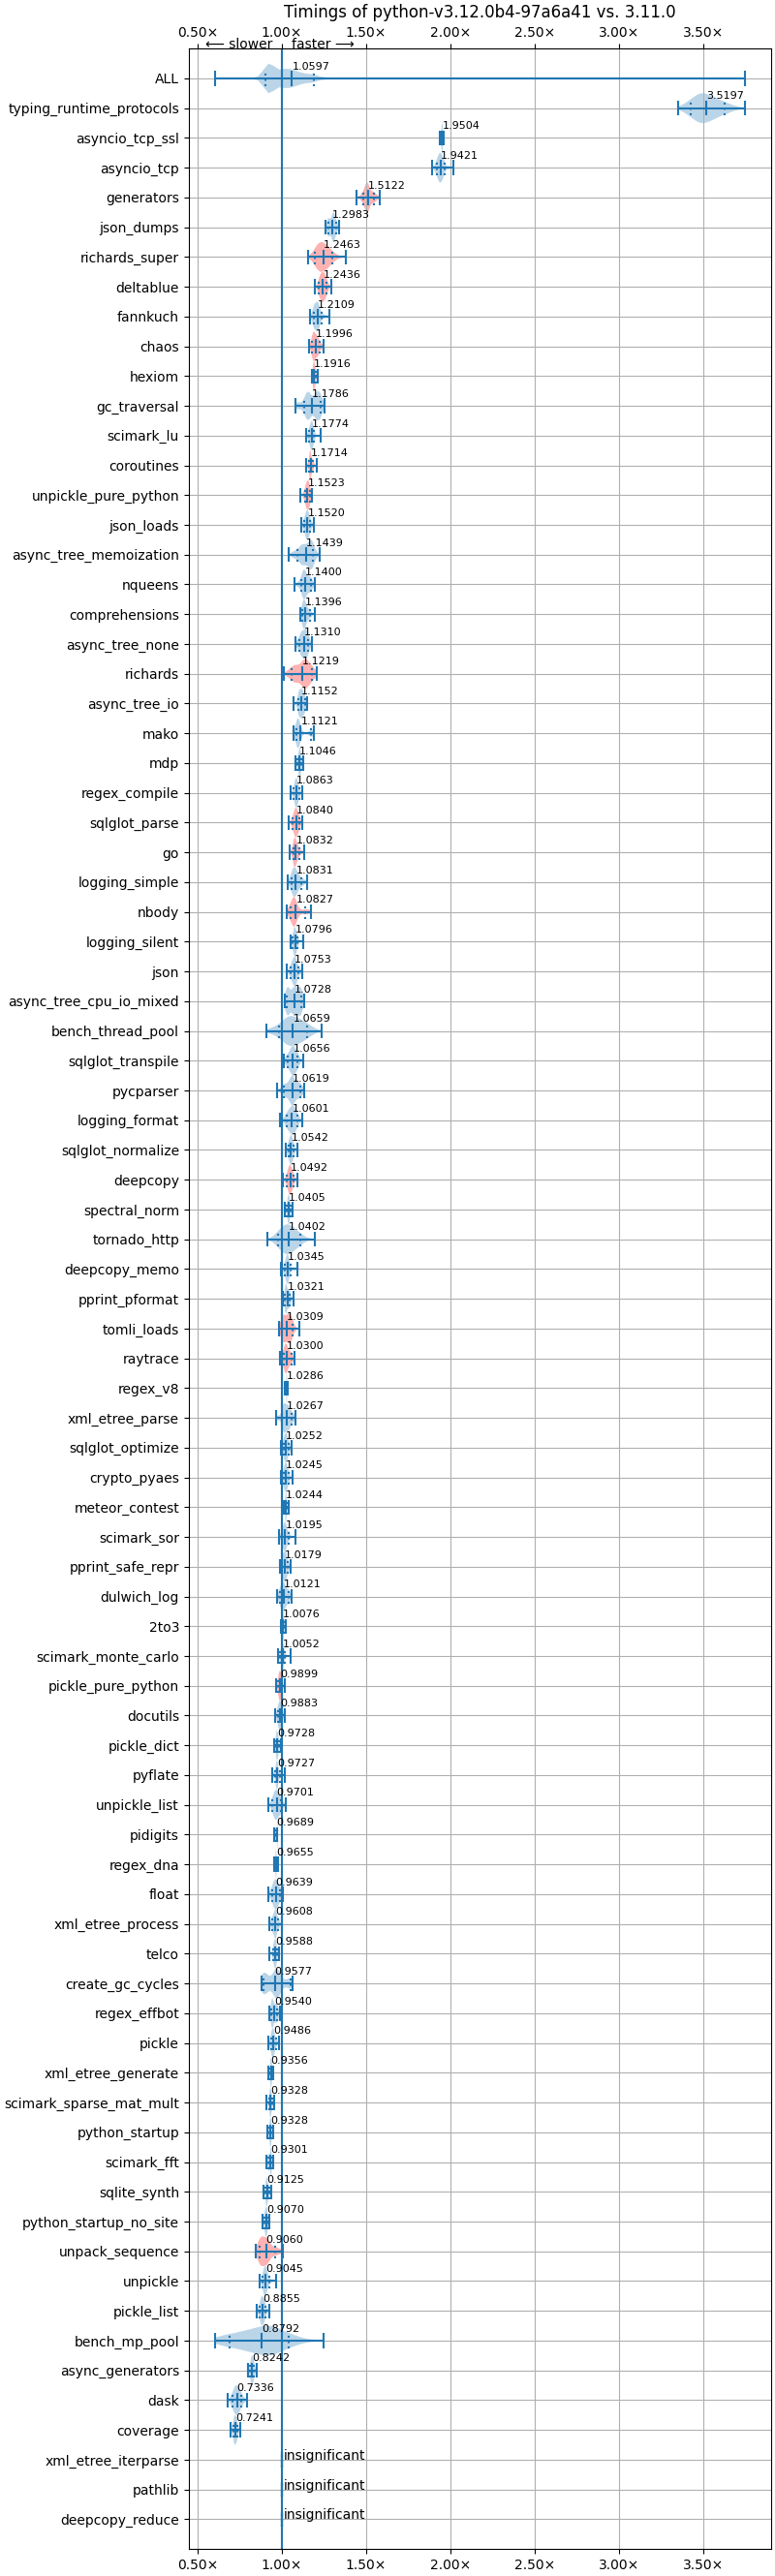 Timings of python-v3.12.0b4-97a6a41 vs. 3.11.0
0.50× 1.00× 1.50× 2.00× 2.50× 3.00× 3.50×
⟵ slower faster ⟶
ALL 1.0597
typing_runtime_protocols 3.5197
asyncio_tcp_ssl 1.9504
asyncio_tcp 1.9421
generators 1.5122
json_dumps 1.2983
richards_super 1.2463
deltablue 1.2436
fannkuch 1.2109
chaos 1.1996
hexiom 1.1916
gc_traversal 1.1786
scimark_lu 1.1774
coroutines 1.1714
unpickle_pure_python 1.1523
json_loads 1.1520
async_tree_memoization 1.1439
nqueens 1.1400
comprehensions 1.1396
async_tree_none 1.1310
richards 1.1219
async_tree_io 1.1152
mako 1.1121
mdp 1.1046
regex_compile 1.0863
sqlglot_parse 1.0840
go 1.0832
logging_simple 1.0831
nbody 1.0827
logging_silent 1.0796
json 1.0753
async_tree_cpu_io_mixed 1.0728
bench_thread_pool 1.0659
sqlglot_transpile 1.0656
pycparser 1.0619
logging_format 1.0601
sqlglot_normalize 1.0542
deepcopy 1.0492
spectral_norm 1.0405
tornado_http 1.0402
deepcopy_memo 1.0345
pprint_pformat 1.0321
tomli_loads 1.0309
raytrace 1.0300
regex_v8 1.0286
xml_etree_parse 1.0267
sqlglot_optimize 1.0252
crypto_pyaes 1.0245
meteor_contest 1.0244
scimark_sor 1.0195
pprint_safe_repr 1.0179
dulwich_log 1.0121
2to3 1.0076
scimark_monte_carlo 1.0052
pickle_pure_python 0.9899
docutils 0.9883
pickle_dict 0.9728
pyflate 0.9727
unpickle_list 0.9701
pidigits 0.9689
regex_dna 0.9655
float 0.9639
xml_etree_process 0.9608
telco 0.9588
create_gc_cycles 0.9577
regex_effbot 0.9540
pickle 0.9486
xml_etree_generate 0.9356
scimark_sparse_mat_mult 0.9328
python_startup 0.9328
scimark_fft 0.9301
sqlite_synth 0.9125
python_startup_no_site 0.9070
unpack_sequence 0.9060
unpickle 0.9045
pickle_list 0.8855
bench_mp_pool 0.8792
async_generators 0.8242
dask 0.7336
coverage 0.7241
xml_etree_iterparse insignificant
pathlib insignificant
deepcopy_reduce insignificant
0.50× 1.00× 1.50× 2.00× 2.50× 3.00× 3.50×